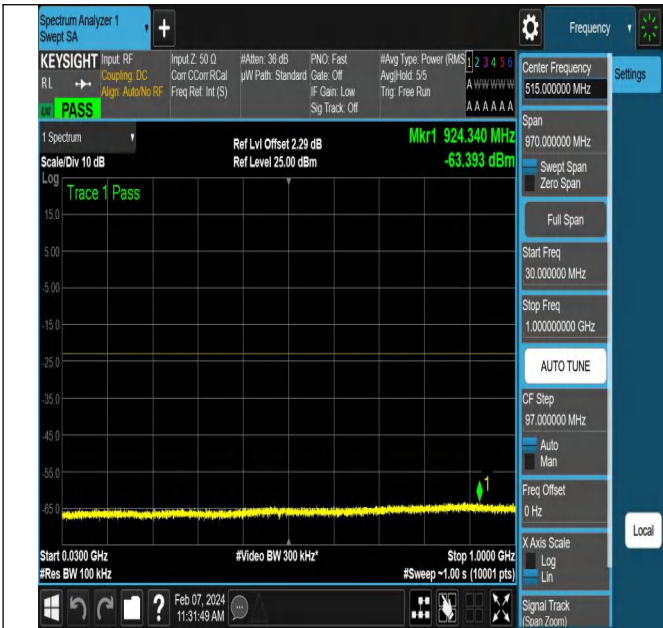 Spectrum Analyzer 1
Swept SA
+
Frequency
KEYSIGHT
RL
EXT PASS
Input: RF
Coupling: DC
Align: Auto/No RF
Input Z: 50 Ω
Corr CCorr RCal
Freq Ref: Int (S)
#Atten: 36 dB
µW Path: Standard
PNO: Fast
Gate: Off
IF Gain: Low
Sig Track: Off
#Avg Type: Power (RMS
Avg|Hold: 5/5
Trig: Free Run
1 2 3 4 5 6
A W W W W W
A A A A A A
1 Spectrum
Scale/Div 10 dB
Ref Lvl Offset 2.29 dB
Ref Level 25.00 dBm
Mkr1 924.340 MHz
-63.393 dBm
Log
Trace 1 Pass
15.0
5.00
-5.00
-15.0
-25.0
-35.0
-45.0
-55.0
-65.0
1
Start 0.0300 GHz
#Res BW 100 kHz
#Video BW 300 kHz*
Stop 1.0000 GHz
#Sweep ~1.00 s (10001 pts)
Center Frequency
515.000000 MHz
Settings
Span
970.000000 MHz
Swept Span
Zero Span
Full Span
Start Freq
30.000000 MHz
Stop Freq
1.000000000 GHz
AUTO TUNE
CF Step
97.000000 MHz
Auto
Man
Freq Offset
0 Hz
X Axis Scale
Log
Lin
Local
Signal Track
(Span Zoom)
?
Feb 07, 2024
11:31:49 AM